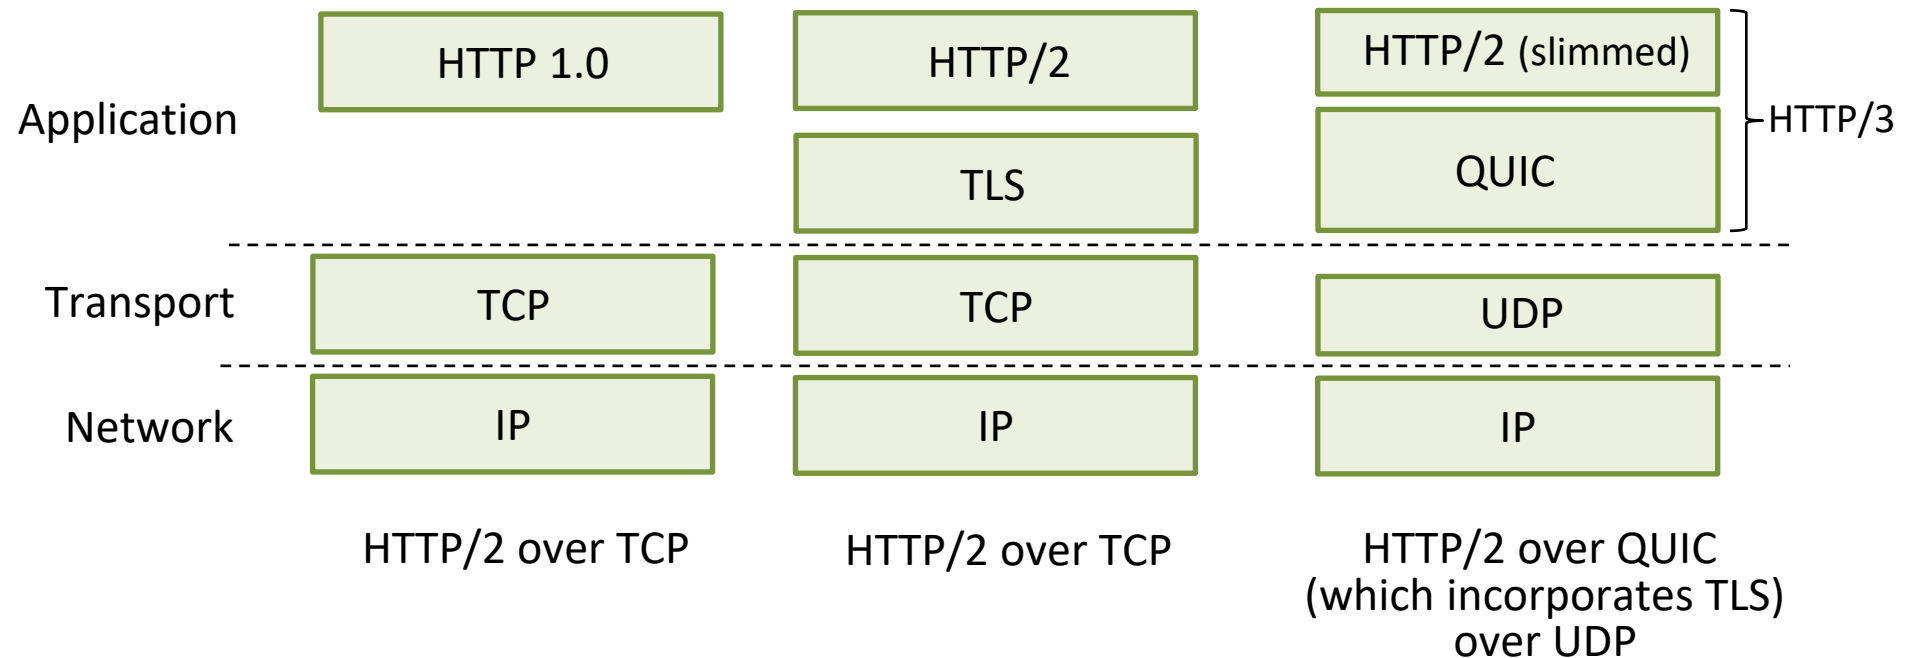 HTTP 1.0
HTTP/2
HTTP/2 (slimmed)
Application
HTTP/3
TLS
QUIC
Transport
TCP
TCP
UDP
Network
IP
IP
IP
HTTP/2 over TCP
HTTP/2 over TCP
HTTP/2 over QUIC
(which incorporates TLS)
over UDP